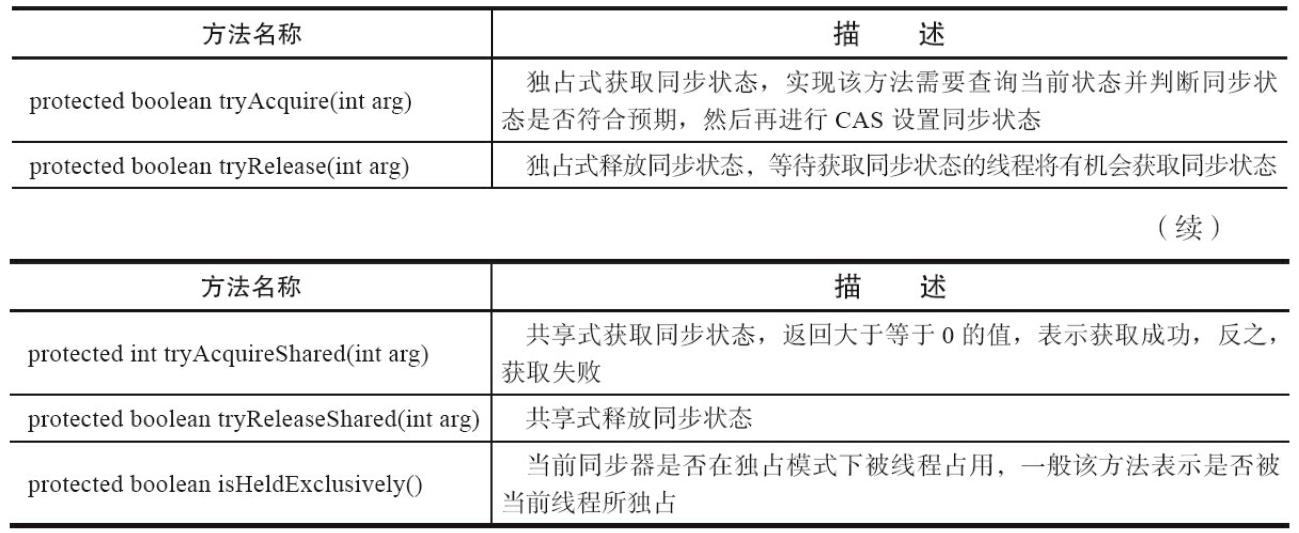 方法名称 描 述
protected boolean tryAcquire(int arg) 独占式获取同步状态，实现该方法需要查询当前状态并判断同步状
态是否符合预期，然后再进行 CAS 设置同步状态
protected boolean tryRelease(int arg) 独占式释放同步状态，等待获取同步状态的线程将有机会获取同步状态
（续）
方法名称 描 述
protected int tryAcquireShared(int arg) 共享式获取同步状态，返回大于等于 0 的值，表示获取成功，反之，
获取失败
protected boolean tryReleaseShared(int arg) 共享式释放同步状态
protected boolean isHeldExclusively() 当前同步器是否在独占模式下被线程占用，一般该方法表示是否被
当前线程所独占